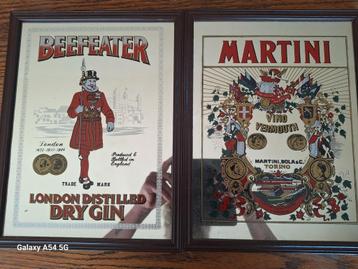 BEEFEATER
London
Produced &
Bottled in
England
TRADE MARK
LONDON DISTILLED
DRY GIN
MARTINI
VINO
VERMOUTH
MARTINI, SOLA & C.
TORINO
Galaxy A54 5G